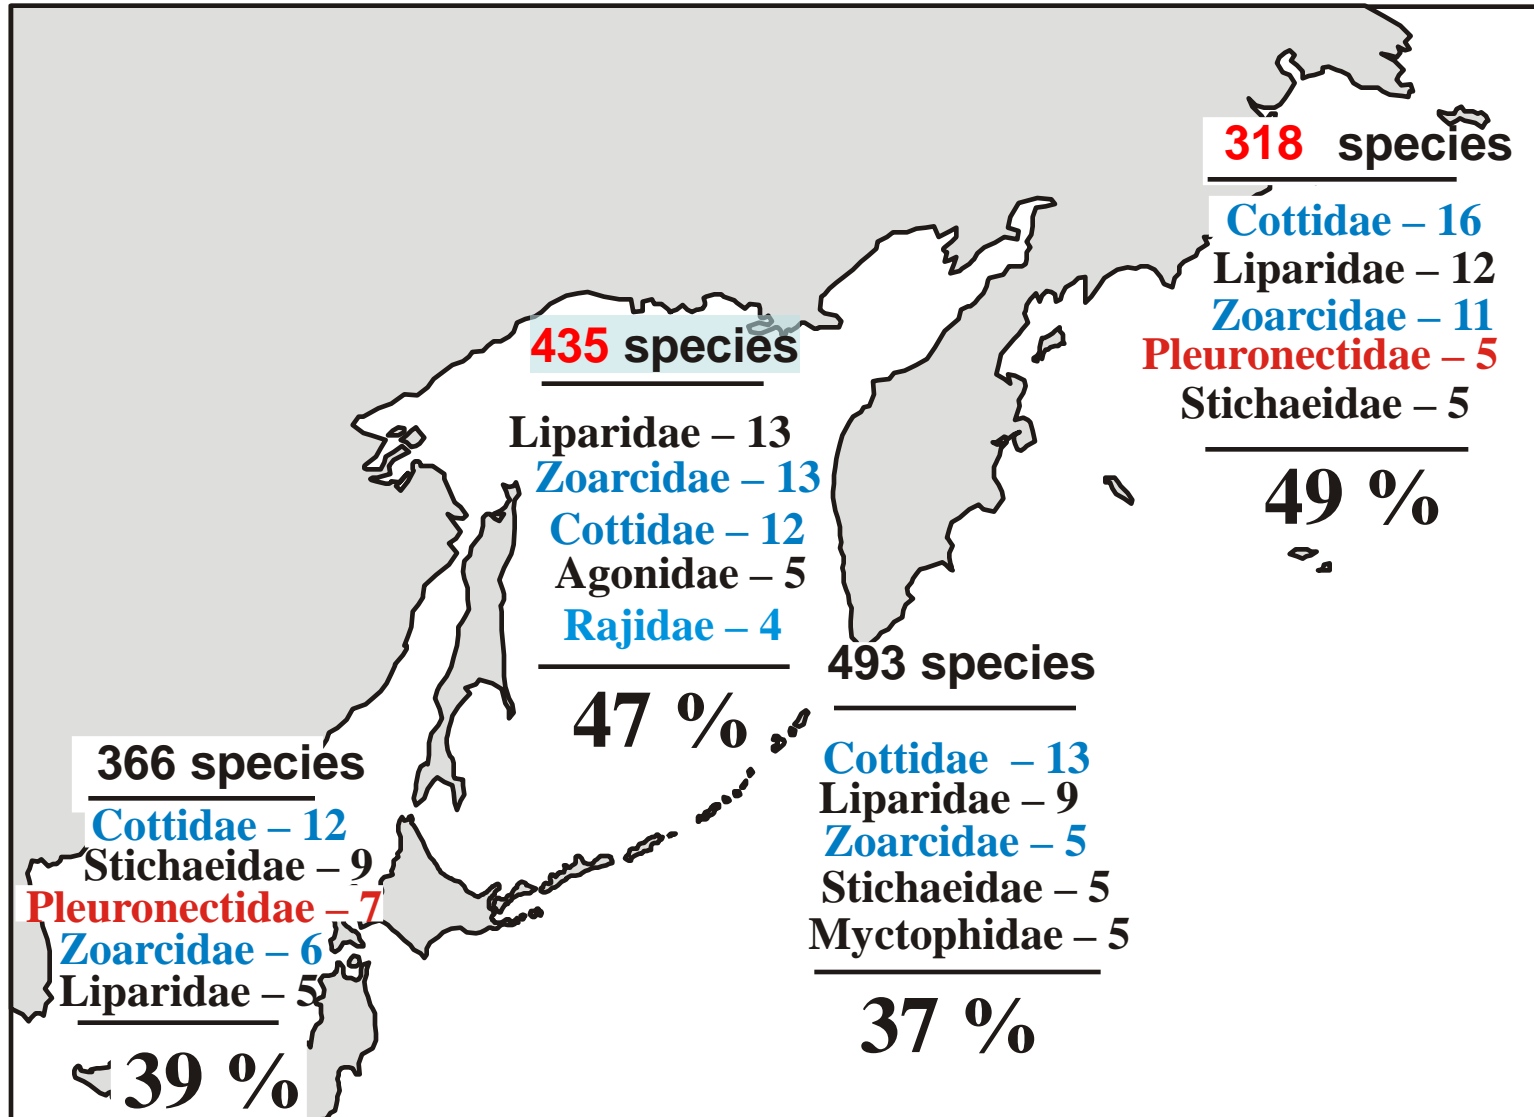 318 species
Cottidae – 16
Liparidae – 12
Zoarcidae – 11
Pleuronectidae – 5
Stichaeidae – 5
49 %
435 species
Liparidae – 13
Zoarcidae – 13
Cottidae – 12
Agonidae – 5
Rajidae – 4
47 %
493 species
Cottidae – 13
Liparidae – 9
Zoarcidae – 5
Stichaeidae – 5
Myctophidae – 5
37 %
366 species
Cottidae – 12
Stichaeidae – 9
Pleuronectidae – 7
Zoarcidae – 6
Liparidae – 5
39 %